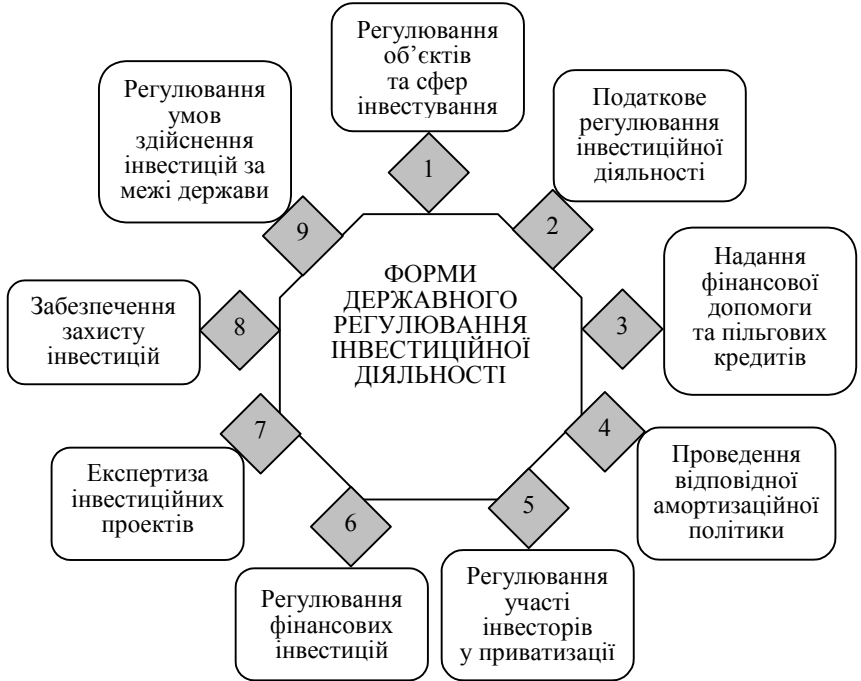 ФОРМИ
ДЕРЖАВНОГО
РЕГУЛЮВАННЯ
ІНВЕСТИЦІЙНОЇ
ДІЯЛЬНОСТІ
1
Регулювання
об’єктів
та сфер
інвестування
2
Податкове
регулювання
інвестиційної
діяльності
3
Надання
фінансової
допомоги
та пільгових
кредитів
4
Проведення
відповідної
амортизаційної
політики
5
Регулювання
участі
інвесторів
у приватизації
6
Регулювання
фінансових
інвестицій
7
Експертиза
інвестиційних
проектів
8
Забезпечення
захисту
інвестицій
9
Регулювання
умов
здійснення
інвестицій за
межі держави